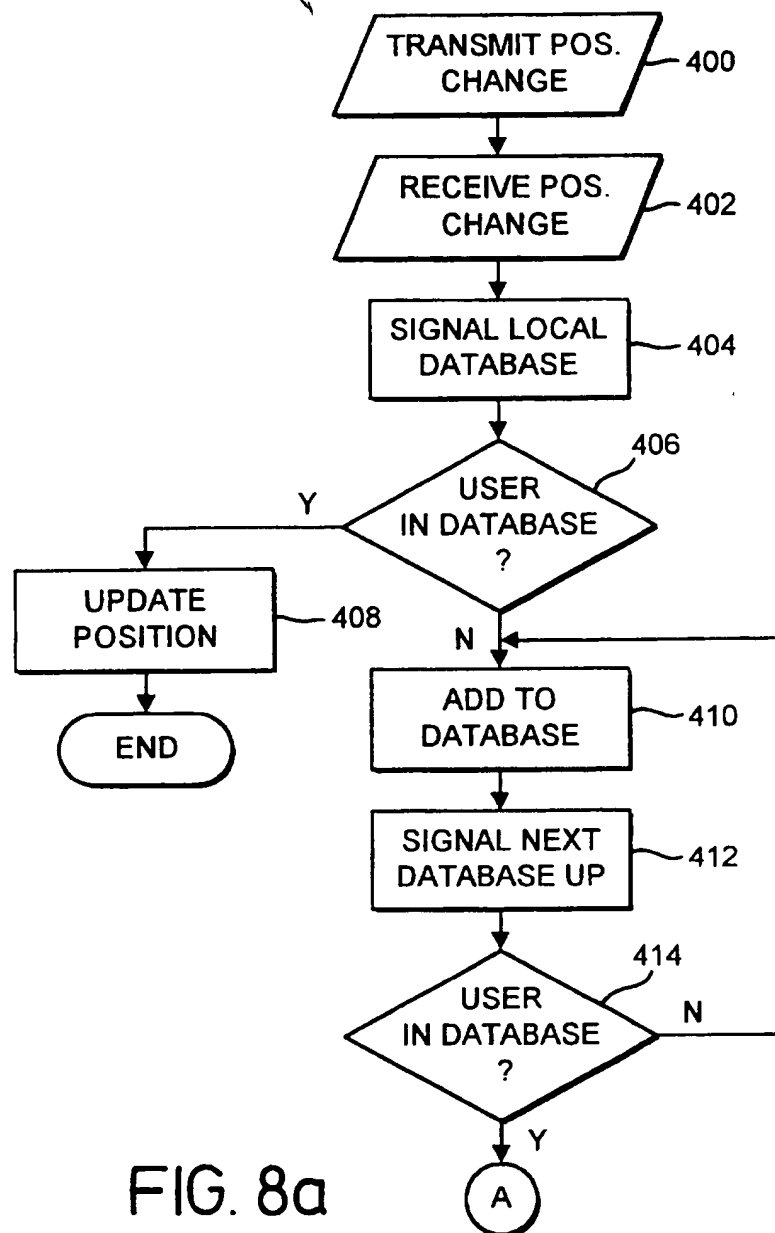 TRANSMIT POS.
CHANGE
400
RECEIVE POS.
CHANGE
402
SIGNAL LOCAL
DATABASE
404
406
USER
IN DATABASE
?
Y
UPDATE
POSITION
408
END
N
ADD TO
DATABASE
410
SIGNAL NEXT
DATABASE UP
412
414
USER
IN DATABASE
?
N
Y
A
FIG. 8a